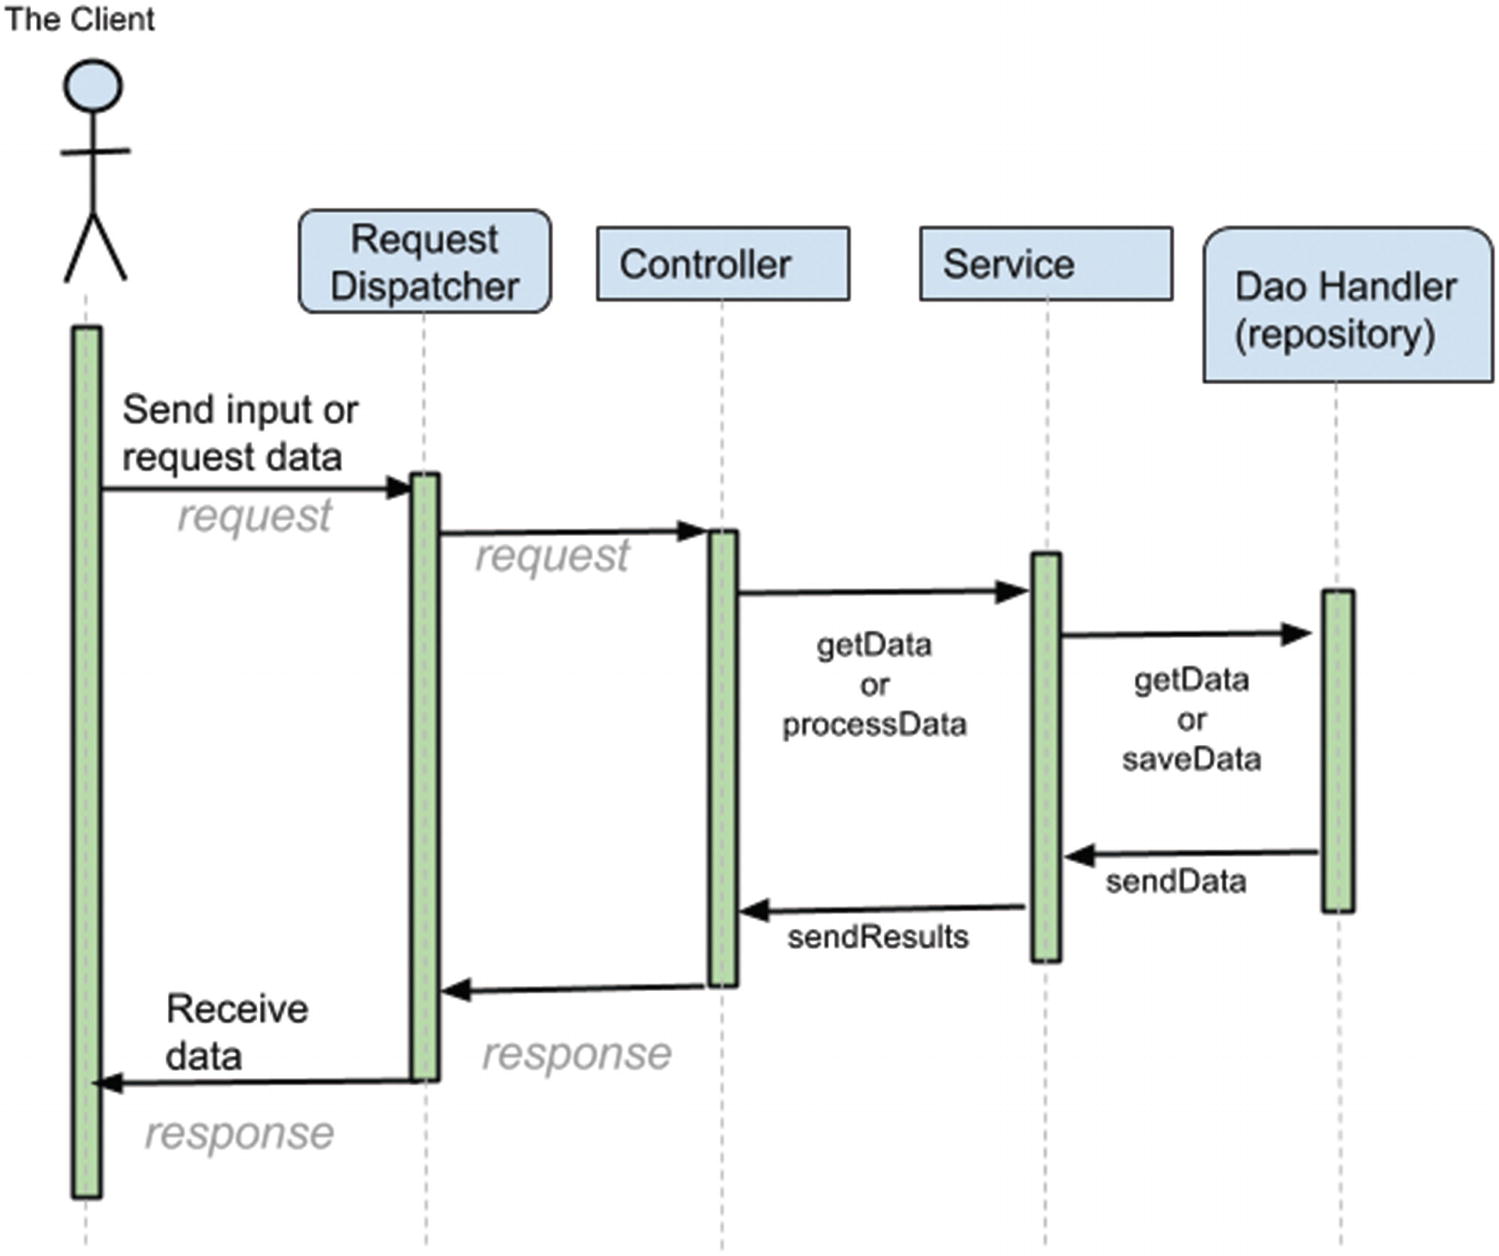 The Client
Request
Dispatcher
Controller
Service
Dao Handler
(repository)
Send input or
request data
request
request
getData
or
processData
getData
or
saveData
sendData
sendResults
Receive
data
response
response